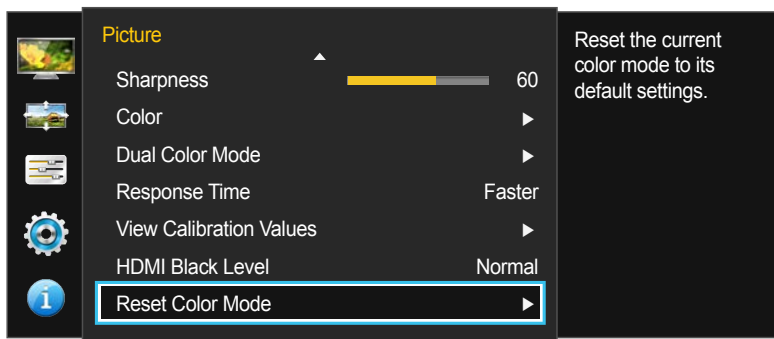 Picture
Sharpness 60
Color
Dual Color Mode
Response Time Faster
View Calibration Values
HDMI Black Level Normal
Reset Color Mode
Reset the current
color mode to its
default settings.